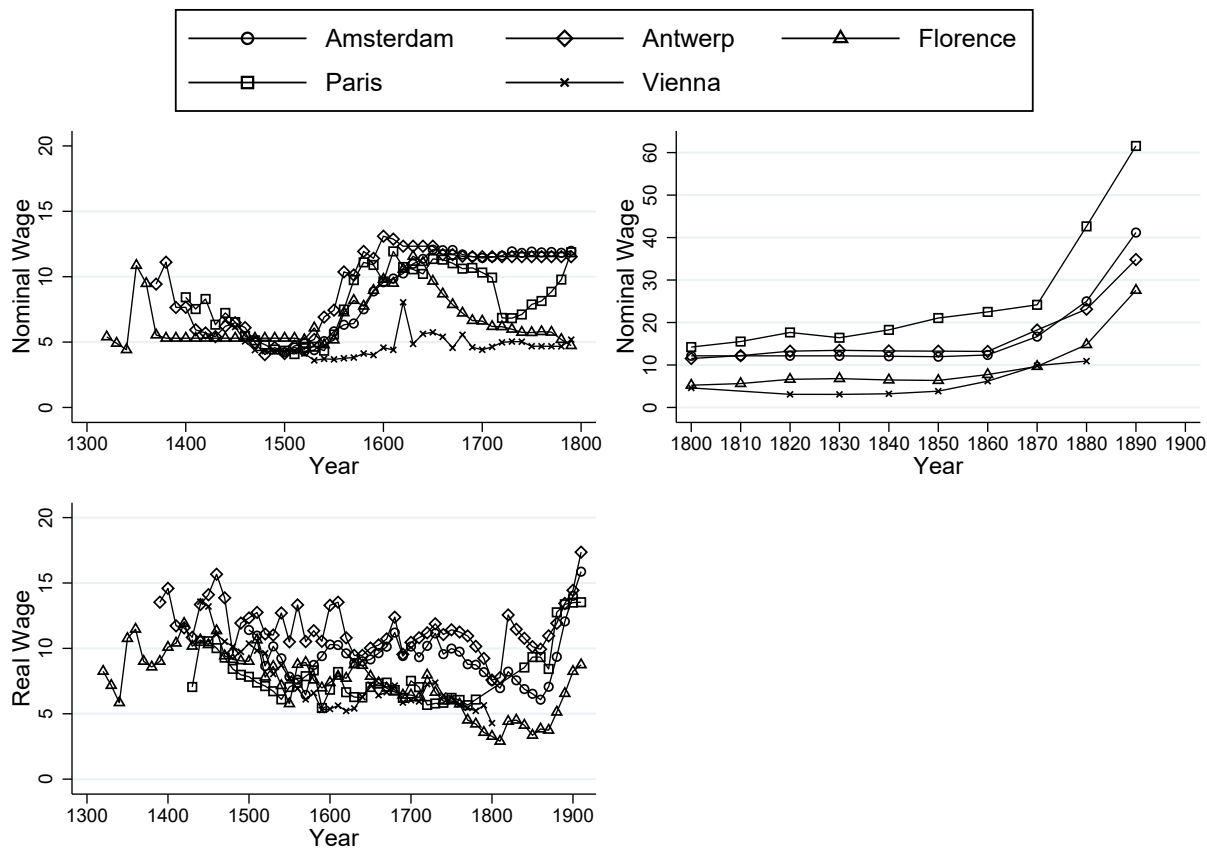 Amsterdam Antwerp Florence
Paris Vienna
Nominal Wage
20
15
10
5
0
1300 1400 1500 1600 1700 1800
Year
Nominal Wage
60
50
40
30
20
10
0
1800 1810 1820 1830 1840 1850 1860 1870 1880 1890 1900
Year
Real Wage
20
15
10
5
0
1300 1400 1500 1600 1700 1800 1900
Year